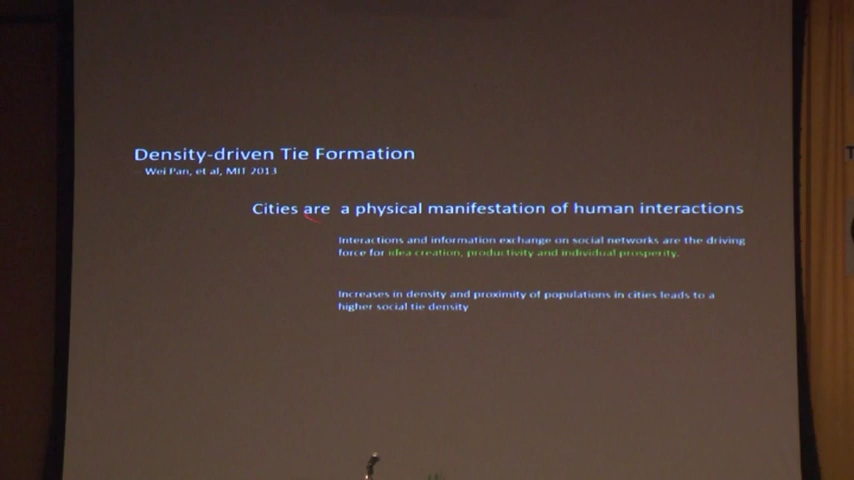 Density-driven Tie Formation
– Wei Pan, et al, MIT 2013
Cities are a physical manifestation of human interactions
Interactions and information exchange on social networks are the driving
force for idea creation, productivity and individual prosperity.
Increases in density and proximity of populations in cities leads to a
higher social tie density
T